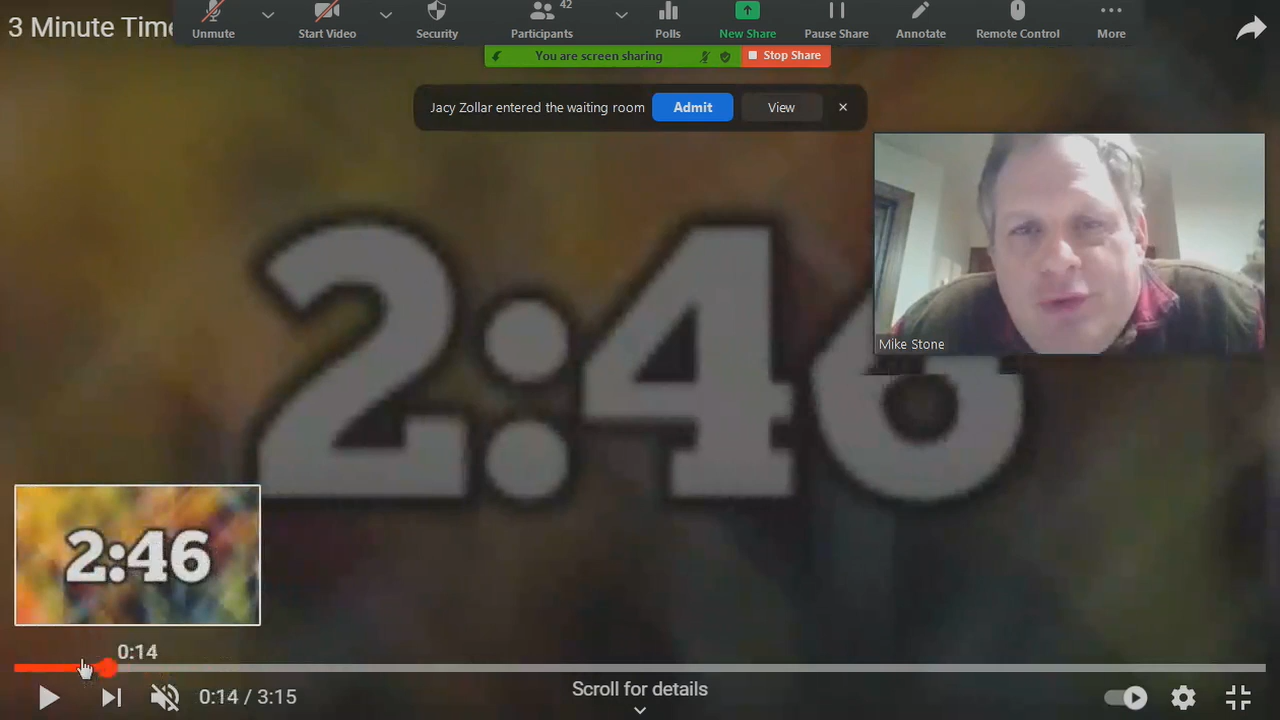 3 Minute Time
Unmute
Start Video
Security
42
Participants
Polls
New Share
Pause Share
Annotate
Remote Control
More
You are screen sharing
Stop Share
Jacy Zollar entered the waiting room
Admit
View
2:46
Mike Stone
2:46
0:14
0:14 / 3:15
Scroll for details